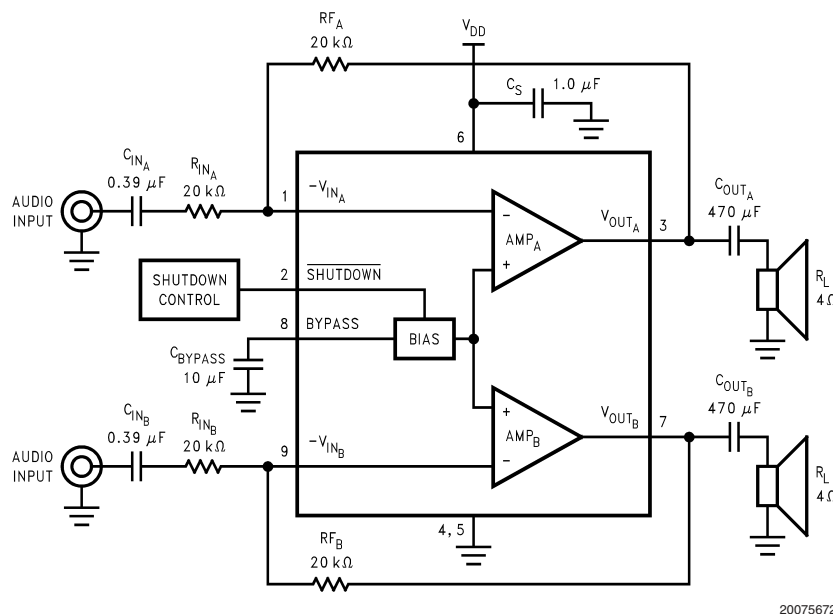 RF_A
20 kΩ
V_DD
C_S 1.0 µF
6
C_IN_A
0.39 µF
R_IN_A
20 kΩ
AUDIO
INPUT
1
-V_IN_A
-
AMP_A
+
V_OUT_A
3
C_OUT_A
470 µF
R_L
4Ω
SHUTDOWN
CONTROL
2
SHUTDOWN
8
BYPASS
BIAS
C_BYPASS
10 µF
C_IN_B
0.39 µF
R_IN_B
20 kΩ
AUDIO
INPUT
9
-V_IN_B
+
AMP_B
-
V_OUT_B
7
C_OUT_B
470 µF
R_L
4Ω
4, 5
RF_B
20 kΩ
20075672